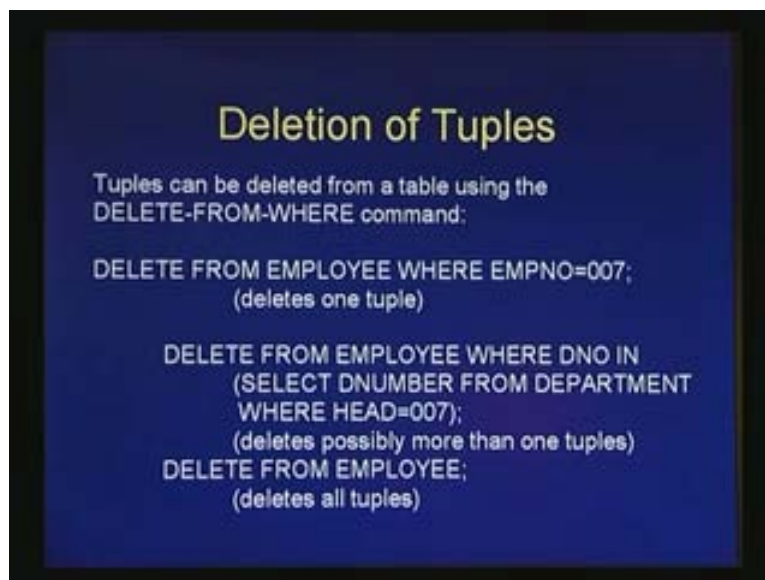 Deletion of Tuples
Tuples can be deleted from a table using the
DELETE-FROM-WHERE command:
DELETE FROM EMPLOYEE WHERE EMPNO=007;
(deletes one tuple)
DELETE FROM EMPLOYEE WHERE DNO IN
(SELECT DNUMBER FROM DEPARTMENT
WHERE HEAD=007);
(deletes possibly more than one tuples)
DELETE FROM EMPLOYEE;
(deletes all tuples)